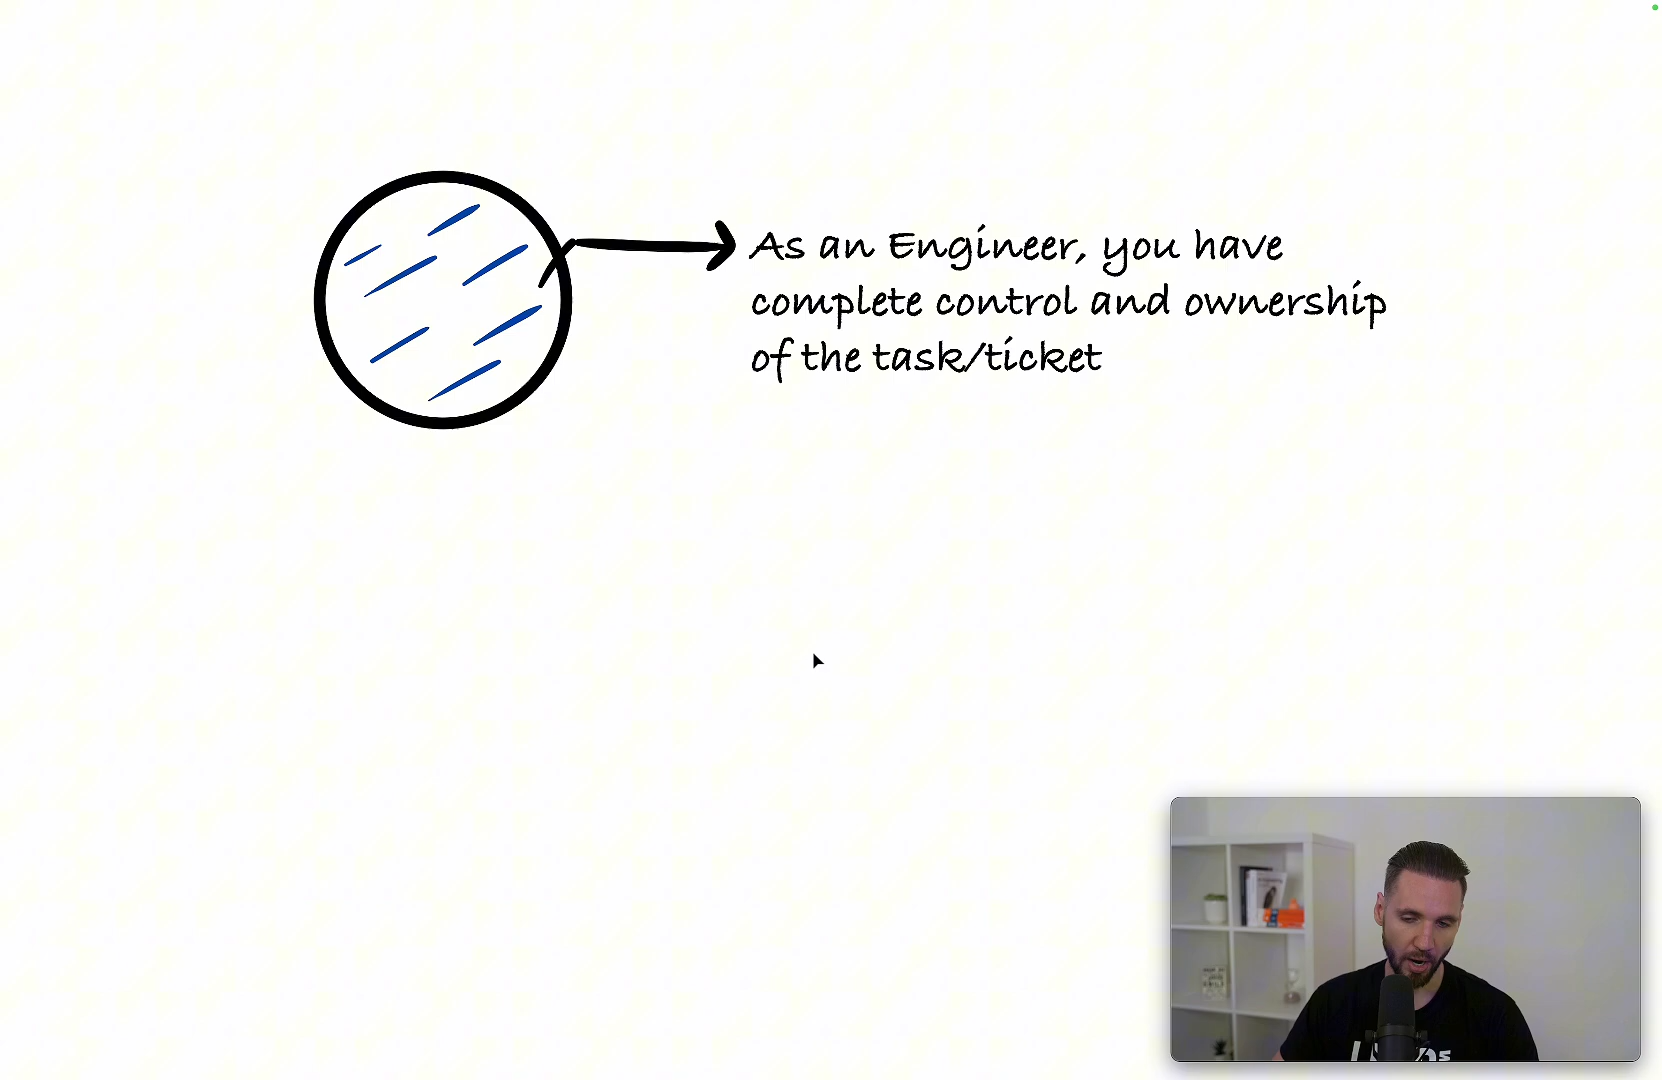 As an Engineer, you have
complete control and ownership
of the task/ticket